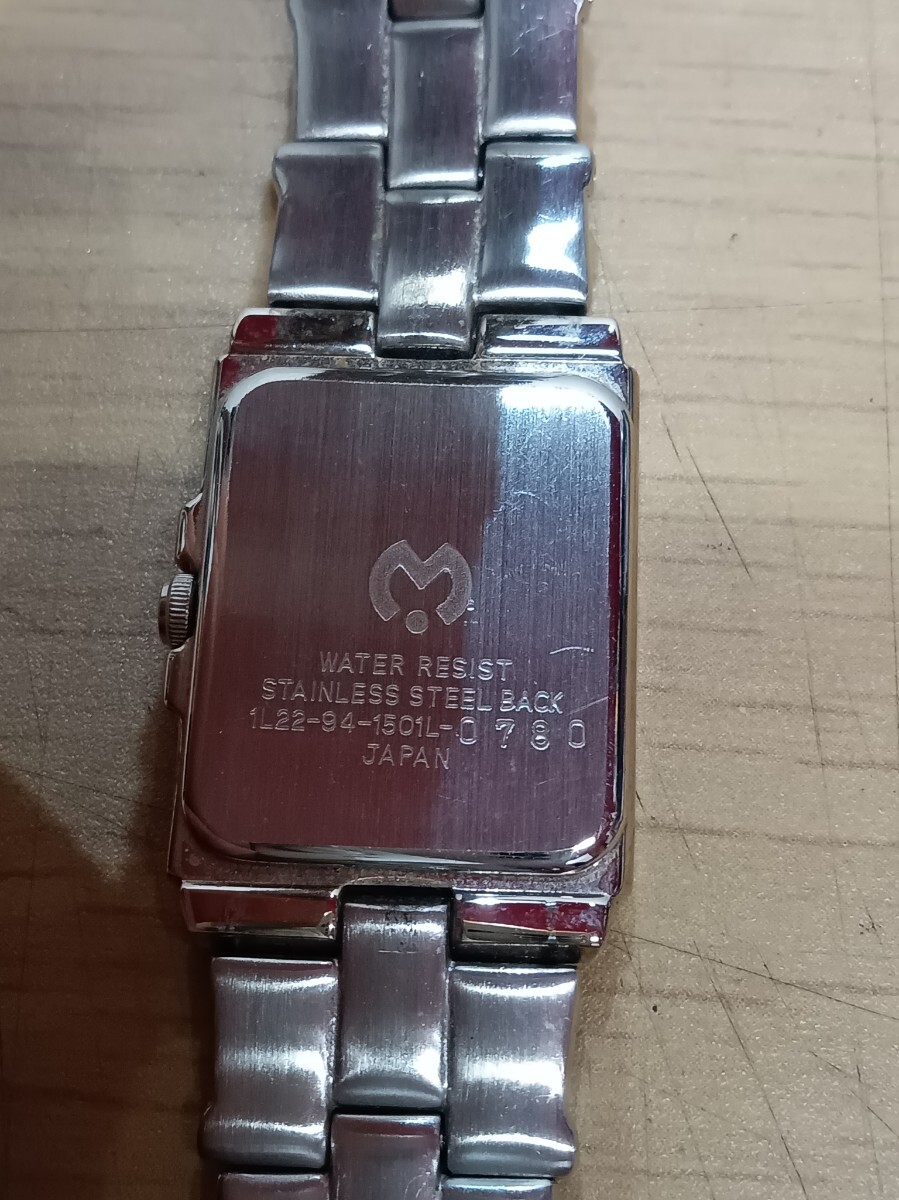 WATER RESIST
STAINLESS STEEL BACK
1L22-94-1501L-0780
JAPAN